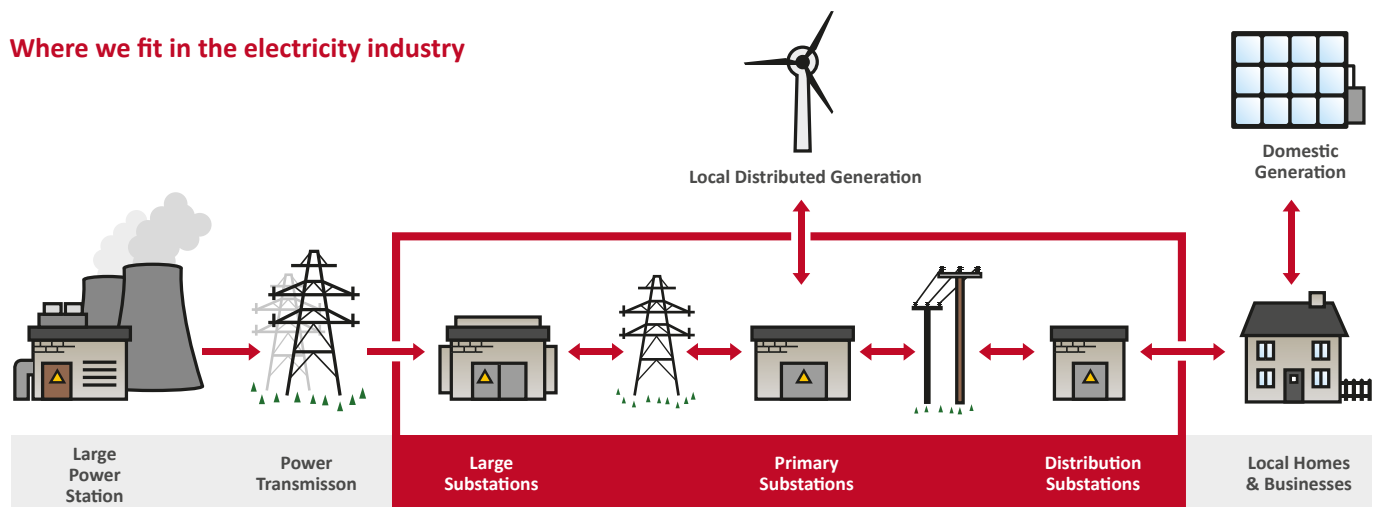 Where we fit in the electricity industry
Local Distributed Generation
Domestic
Generation
Large
Power
Station
Power
Transmisson
Large
Substations
Primary
Substations
Distribution
Substations
Local Homes
& Businesses